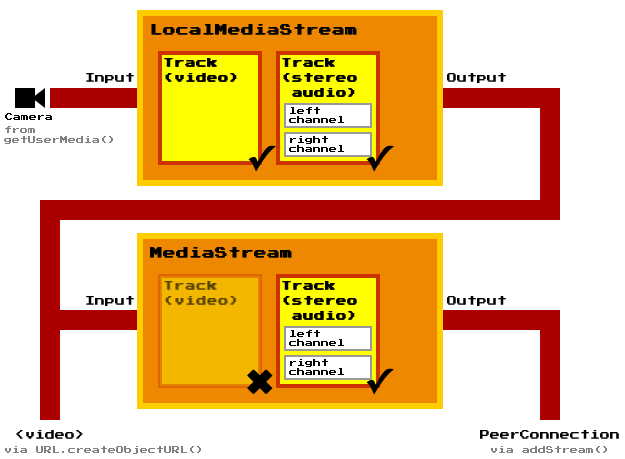 LocalMediaStream
Input
Output
Track
(video)
Track
(stereo
audio)
left
channel
right
channel
Camera
from
getUserMedia()
MediaStream
Input
Output
Track
(video)
Track
(stereo
audio)
left
channel
right
channel
<video>
via URL.createObjectURL()
PeerConnection
via addStream()